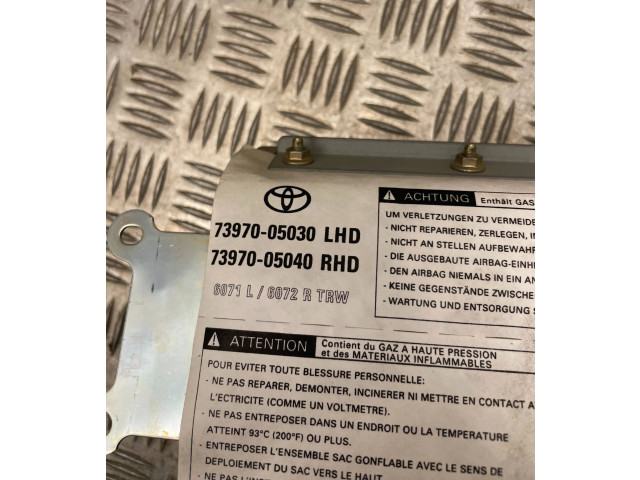 73970-05030 LHD
73970-05040 RHD
6071 L / 6072 R TRW
ACHTUNG Enthält GAS
UM VERLETZUNGEN ZU VERMEIDE
- NICHT REPARIEREN, ZERLEGEN,
- NICHT AN STELLEN AUFBEWAHR
- DIE AUSGEBAUTE AIRBAG-EINH
- DEN AIRBAG NIEMALS IN EIN A
- KEINE GEGENSTÄNDE ZWISCHE
- WARTUNG UND ENTSORGUNG
ATTENTION Contient du GAZ A HAUTE PRESSION
et des MATERIAUX INFLAMMABLES
POUR EVITER TOUTE BLESSURE PERSONNELLE:
- NE PAS REPARER, DEMONTER, INCINERER NI METTRE EN CONTACT A
L'ECTRICITE (COMME UN VOLTMETRE).
- NE PAS ENTREPOSER DANS UN ENDROIT OU LA TEMPERATURE
ATTEINT 93°C (200°F) OU PLUS.
- ENTREPOSER L'ENSEMBLE SAC GONFLABLE AVEC LE SENS DE
DEPLOIEMENT DU SAC VERS LE HAUT.
- NE PAS